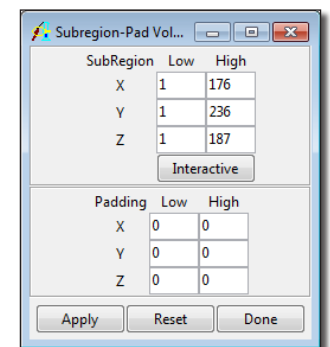 Subregion-Pad Vol...
SubRegion Low High
X 1 176
Y 1 236
Z 1 187
Interactive
Padding Low High
X 0 0
Y 0 0
Z 0 0
Apply Reset Done